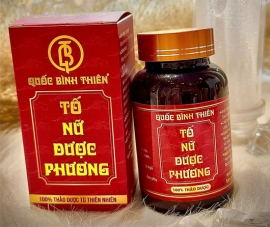 QUỐC BÌNH THIÊN
TỐ
NỮ
DƯỢC
PHƯƠNG
100% THẢO DƯỢC TỪ THIÊN NHIÊN
QUỐC BÌNH THIÊN
TỐ
NỮ
DƯỢC
PHƯƠNG
100% THẢO DƯỢC